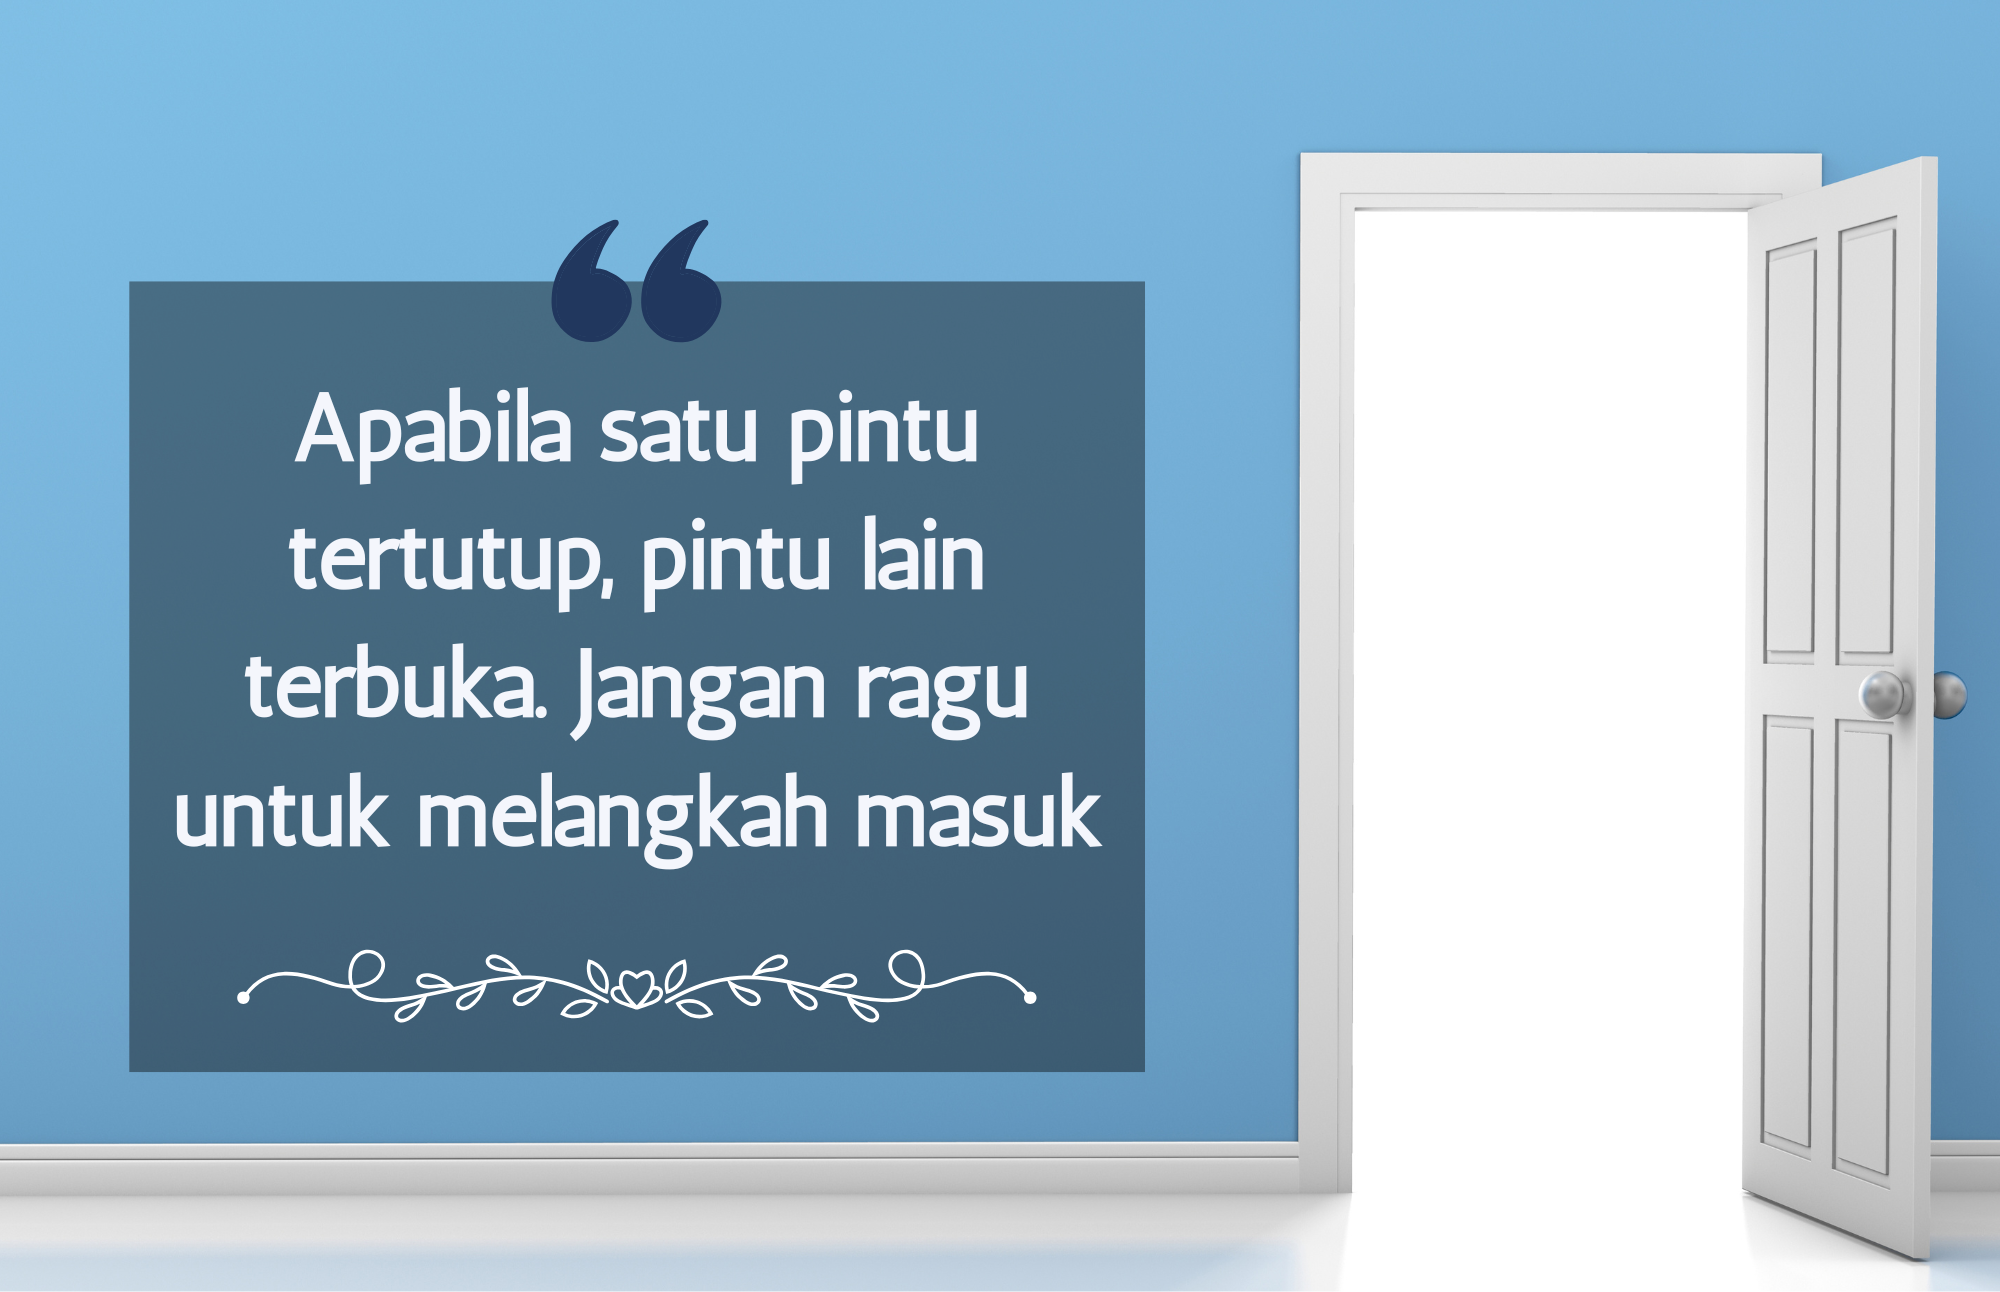 Apabila satu pintu
tertutup, pintu lain
terbuka. Jangan ragu
untuk melangkah masuk